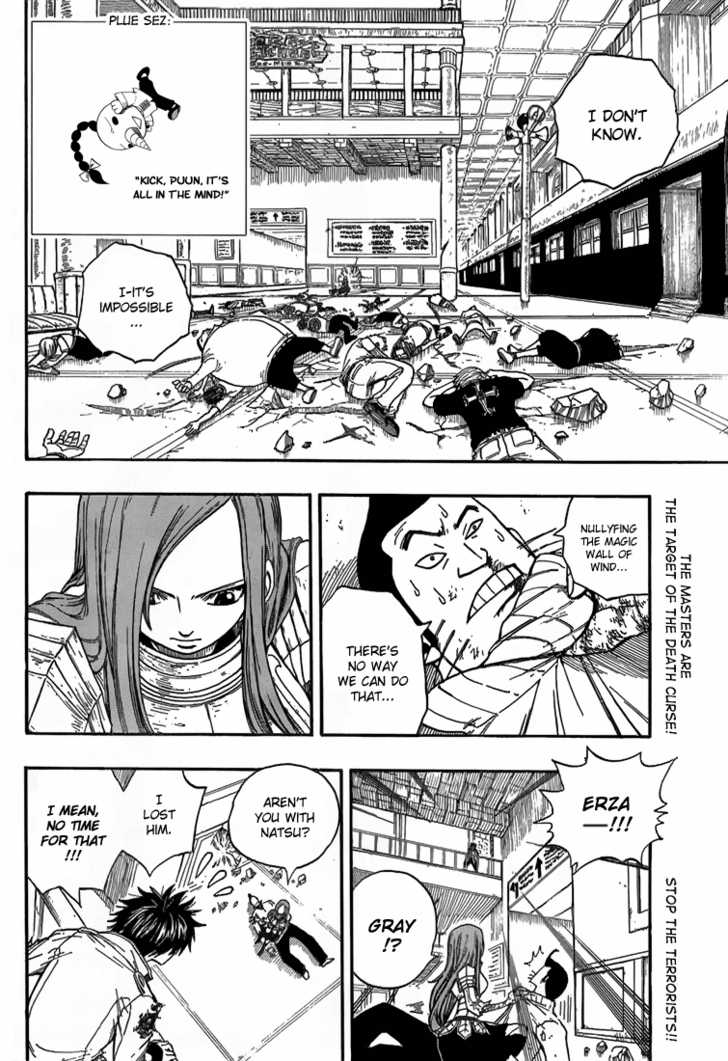 PLUE SEZ:
"KICK, PUUN, IT'S
ALL IN THE MIND!"
I DON'T
KNOW.
I-IT'S
IMPOSSIBLE
...
NULLYFING
THE MAGIC
WALL OF
WIND...
THERE'S
NO WAY
WE CAN DO
THAT...
THE MASTERS ARE
THE TARGET OF THE DEATH CURSE!
ERZA
—!!!
GRAY
!?
AREN'T
YOU WITH
NATSU?
I
LOST
HIM.
I MEAN,
NO TIME
FOR THAT
!!!
STOP THE TERRORISTS!!